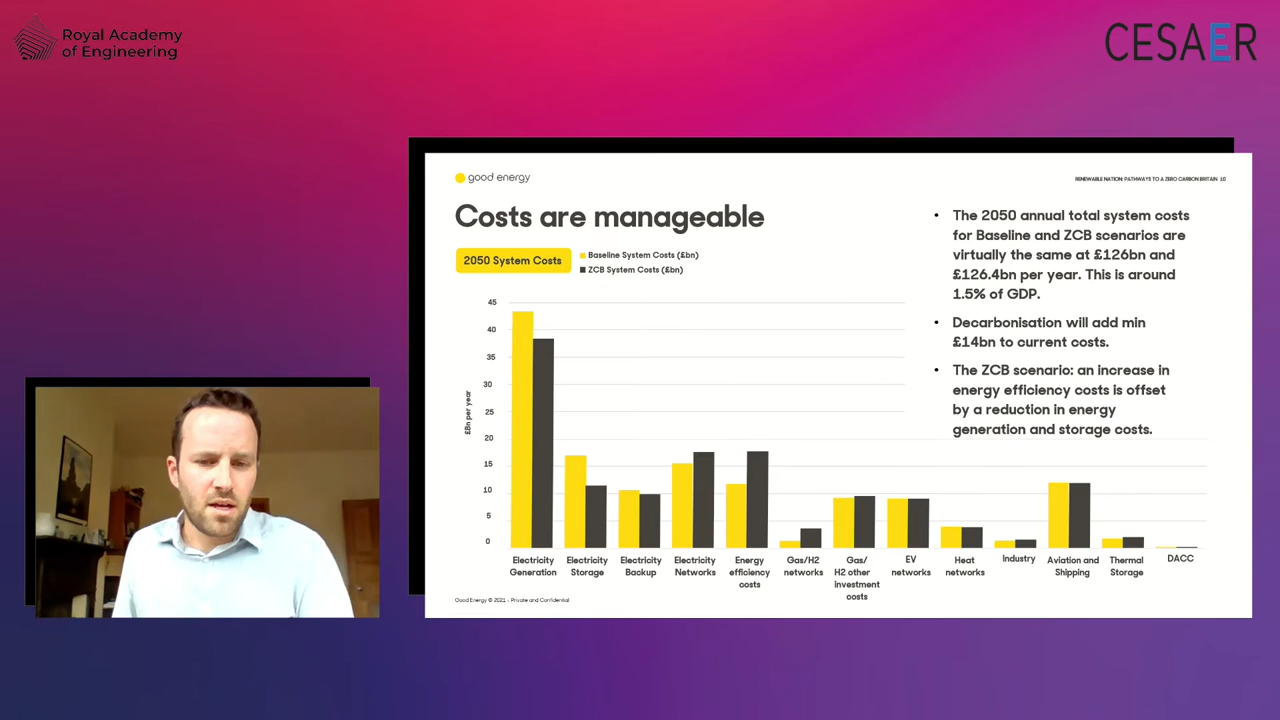 Royal Academy
of Engineering
CESAER
good energy
RENEWABLE NATION: PATHWAYS TO A ZERO CARBON BRITAIN 10
Costs are manageable
2050 System Costs
Baseline System Costs (£bn)
ZCB System Costs (£bn)
£Bn per year
45
40
35
30
25
20
15
10
5
0
Electricity
Generation
Electricity
Storage
Electricity
Backup
Electricity
Networks
Energy
efficiency
costs
Gas/H2
networks
Gas/
H2 other
investment
costs
EV
networks
Heat
networks
Industry
Aviation and
Shipping
Thermal
Storage
DACC
• The 2050 annual total system costs
for Baseline and ZCB scenarios are
virtually the same at £126bn and
£126.4bn per year. This is around
1.5% of GDP.
• Decarbonisation will add min
£14bn to current costs.
• The ZCB scenario: an increase in
energy efficiency costs is offset
by a reduction in energy
generation and storage costs.
Good Energy © 2021 - Private and Confidential